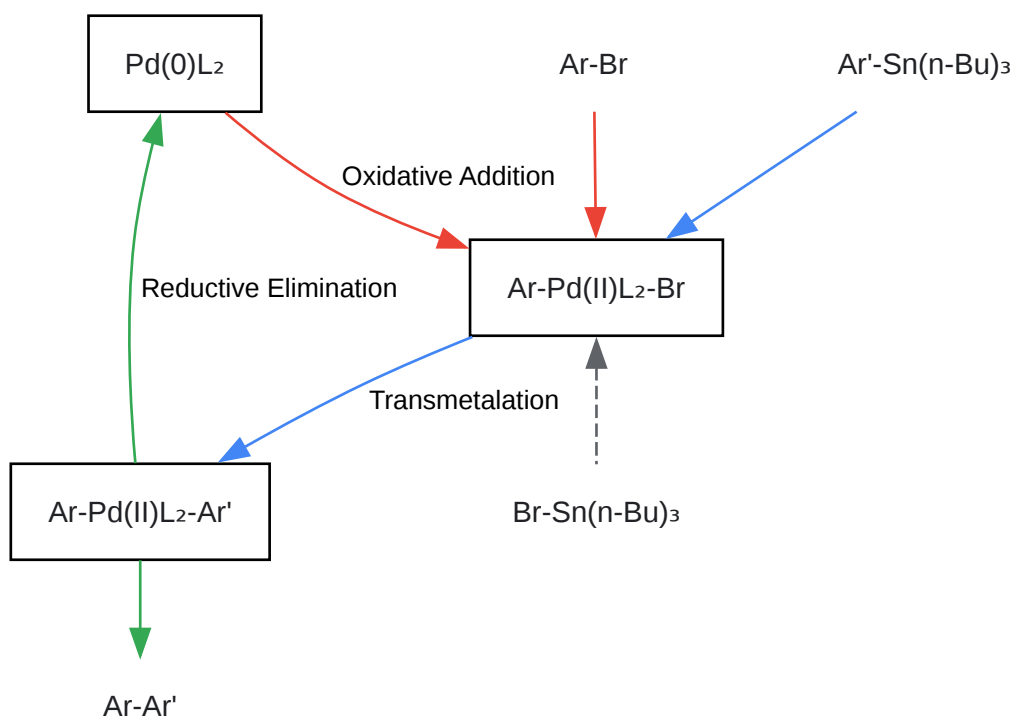 Pd(0)L₂
Ar-Br
Ar'-Sn(n-Bu)₃
Oxidative Addition
Reductive Elimination
Ar-Pd(II)L₂-Br
Transmetalation
Ar-Pd(II)L₂-Ar'
Br-Sn(n-Bu)₃
Ar-Ar'